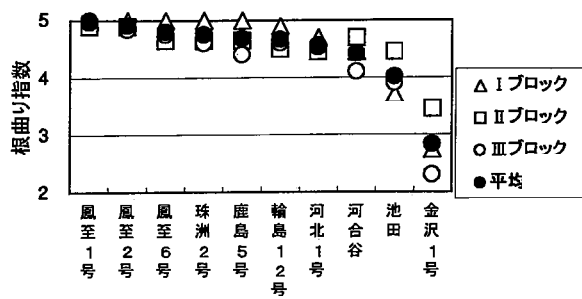 根曲り指数
5
4
3
2
鳳至1号
鳳至2号
鳳至6号
珠洲2号
鹿島5号
輪島12号
河北1号
河合谷
池田
金沢1号
△ Ⅰブロック
□ Ⅱブロック
○ Ⅲブロック
● 平均